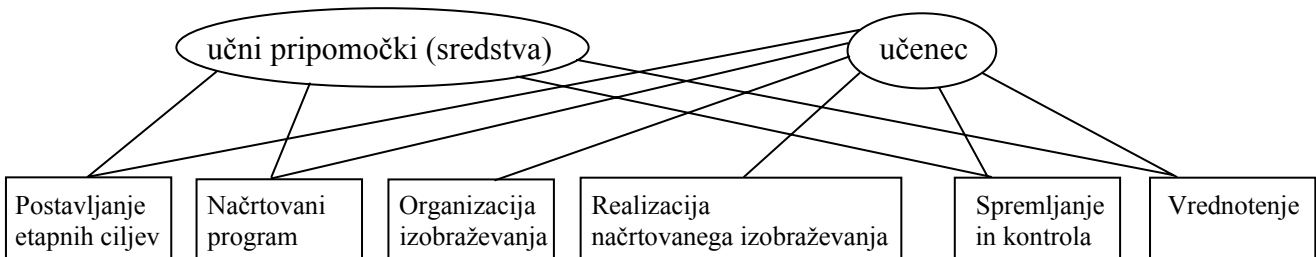 učni pripomočki (sredstva)
učenec
Postavljanje
etapnih ciljev
Načrtovani
program
Organizacija
izobraževanja
Realizacija
načrtovanega izobraževanja
Spremljanje
in kontrola
Vrednotenje